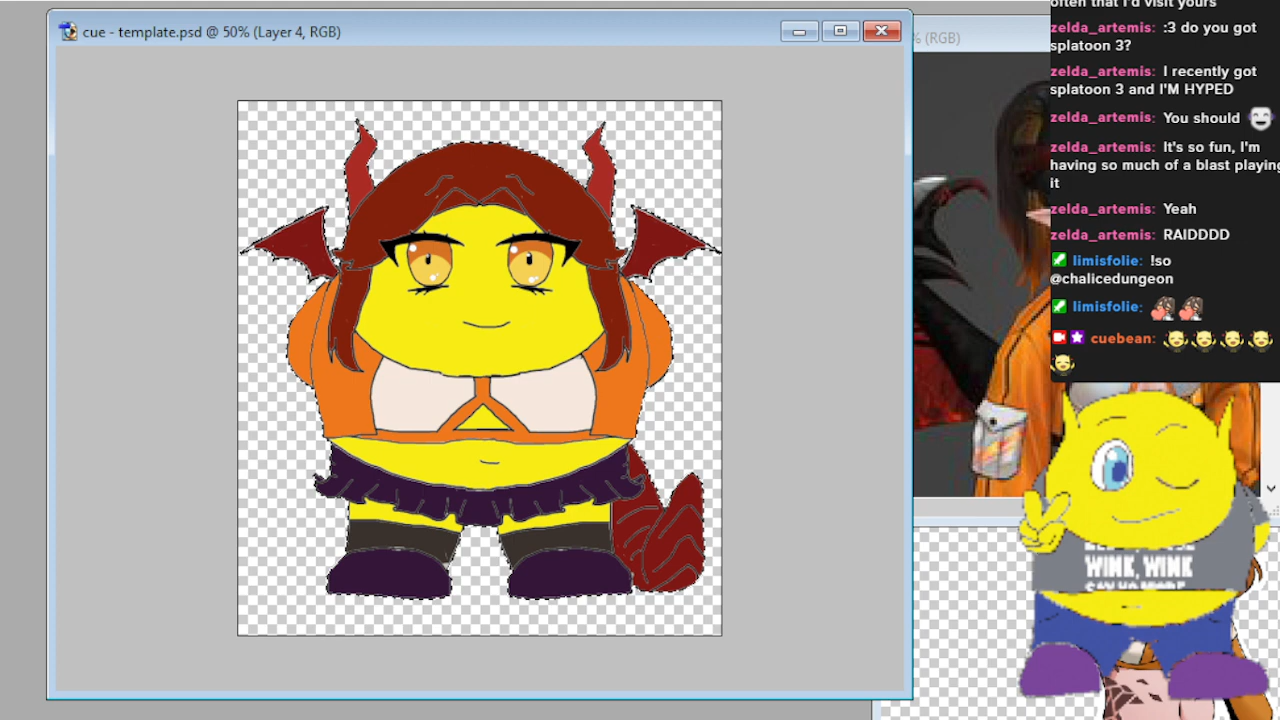 cue - template.psd @ 50% (Layer 4, RGB)
% (RGB)
often that I'd visit yours
zelda_artemis: :3 do you got
splatoon 3?
zelda_artemis: I recently got
splatoon 3 and I'M HYPED
zelda_artemis: You should
zelda_artemis: It's so fun, I'm
having so much of a blast playing
it
zelda_artemis: Yeah
zelda_artemis: RAIDDDD
limisfolie: !so
@chalicedungeon
limisfolie:
cuebean:
WINK, WINK